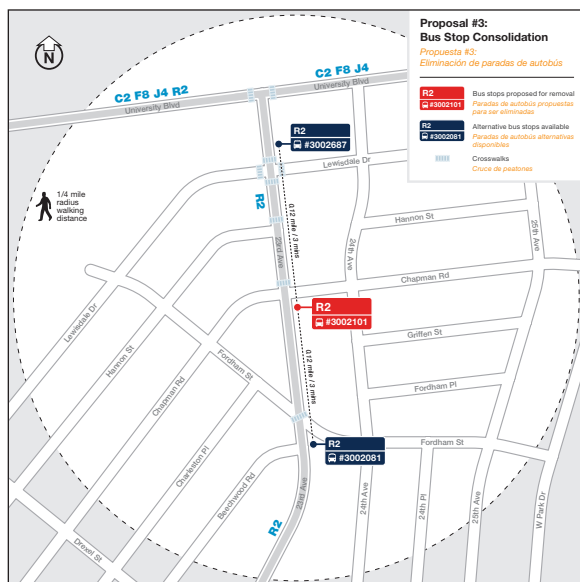 Proposal #3:
Bus Stop Consolidation
Propuesta #3:
Eliminación de paradas de autobús
R2
#3002101
Bus stops proposed for removal
Paradas de autobús propuestas
para ser eliminadas
R2
#3002081
Alternative bus stops available
Paradas de autobús alternativas
disponibles
Crosswalks
Cruce de peatones
N
C2 F8 J4
University Blvd
C2 F8 J4 R2
University Blvd
R2
#3002687
Lewisdale Dr
1/4 mile
radius
walking
distance
R2
0.12 mile / 3 mins
23rd Ave
24th Ave
25th Ave
Hannon St
Chapman Rd
R2
#3002101
Griffen St
Lewisdale Dr
Hannon St
Chapman Rd
Fordham St
0.12 mile / 3 mins
Fordham Pl
R2
#3002081
Fordham St
Charleston Pl
Beechwood Rd
23rd Ave
24th Ave
24th Pl
25th Ave
W Park Dr
Drexel St
R2